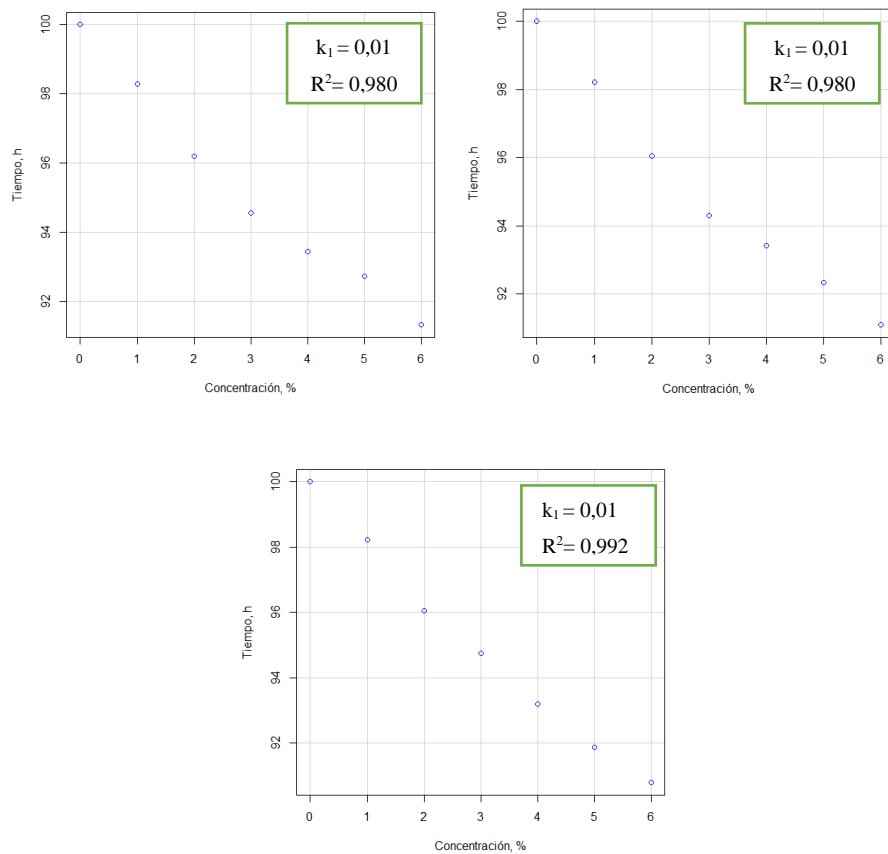 k₁ = 0,01
R²= 0,980
100
98
96
94
92
Tiempo, h
0 1 2 3 4 5 6
Concentración, %
k₁ = 0,01
R²= 0,980
100
98
96
94
92
Tiempo, h
0 1 2 3 4 5 6
Concentración, %
k₁ = 0,01
R²= 0,992
100
98
96
94
92
Tiempo, h
0 1 2 3 4 5 6
Concentración, %